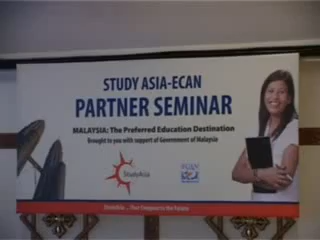 STUDY ASIA-ECAN
PARTNER SEMINAR
MALAYSIA: The Preferred Education Destination
Brought to you with support of Government of Malaysia
StudyAsia